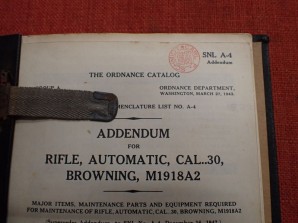 SNL A-4
Addendum
THE ORDNANCE CATALOG
ORDNANCE DEPARTMENT,
WASHINGTON, MARCH 27, 1943.
NOMENCLATURE LIST NO. A-4
ADDENDUM
FOR
RIFLE, AUTOMATIC, CAL..30,
BROWNING, M1918A2
MAJOR ITEMS, MAINTENANCE PARTS AND EQUIPMENT REQUIRED
FOR MAINTENANCE OF RIFLE, AUTOMATIC, CAL. .30, BROWNING, M1918A2